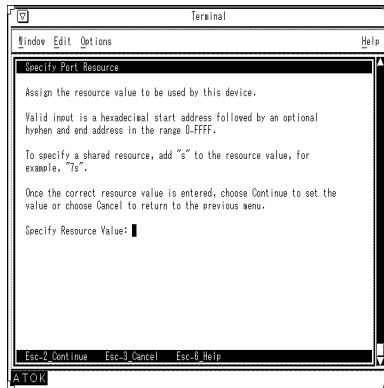 Terminal
Window Edit Options Help
Specify Port Resource
Assign the resource value to be used by this device.
Valid input is a hexadecimal start address followed by an optional
hyphen and end address in the range 0-FFFF.
To specify a shared resource, add "s" to the resource value, for
example, "7s".
Once the correct resource value is entered, choose Continue to set the
value or choose Cancel to return to the previous menu.
Specify Resource Value:
Esc-2_Continue Esc-3_Cancel Esc-6_Help
ATOK